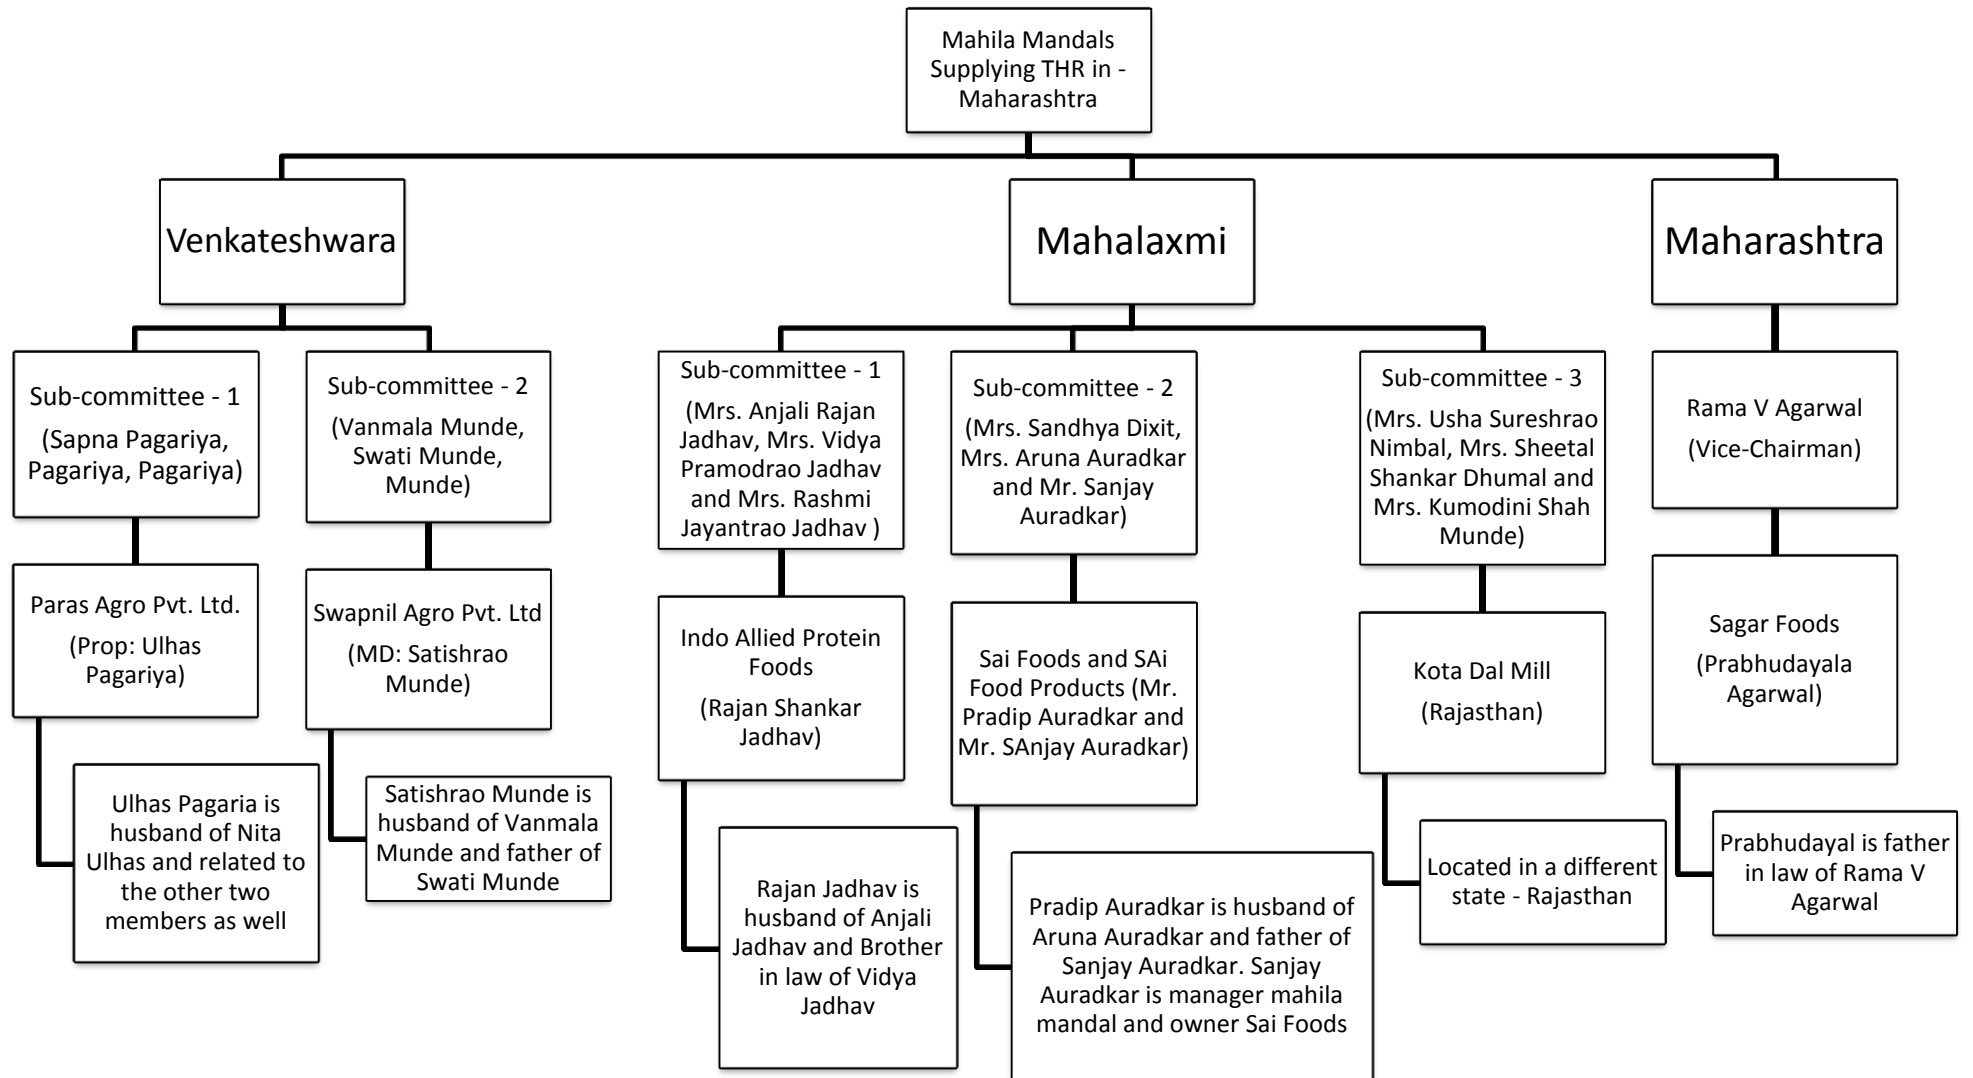 Mahila Mandals
Supplying THR in -
Maharashtra
Venkateshwara
Mahalaxmi
Maharashtra
Sub-committee - 1
(Sapna Pagariya,
Pagariya, Pagariya)
Sub-committee - 2
(Vanmala Munde,
Swati Munde,
Munde)
Sub-committee - 1
(Mrs. Anjali Rajan
Jadhav, Mrs. Vidya
Pramodrao Jadhav
and Mrs. Rashmi
Jayantrao Jadhav )
Sub-committee - 2
(Mrs. Sandhya Dixit,
Mrs. Aruna Auradkar
and Mr. Sanjay
Auradkar)
Sub-committee - 3
(Mrs. Usha Sureshrao
Nimbal, Mrs. Sheetal
Shankar Dhumal and
Mrs. Kumodini Shah
Munde)
Rama V Agarwal
(Vice-Chairman)
Paras Agro Pvt. Ltd.
(Prop: Ulhas
Pagariya)
Swapnil Agro Pvt. Ltd
(MD: Satishrao
Munde)
Indo Allied Protein
Foods
(Rajan Shankar
Jadhav)
Sai Foods and SAi
Food Products (Mr.
Pradip Auradkar and
Mr. SAnjay Auradkar)
Kota Dal Mill
(Rajasthan)
Sagar Foods
(Prabhudayala
Agarwal)
Ulhas Pagaria is
husband of Nita
Ulhas and related to
the other two
members as well
Satishrao Munde is
husband of Vanmala
Munde and father of
Swati Munde
Rajan Jadhav is
husband of Anjali
Jadhav and Brother
in law of Vidya
Jadhav
Pradip Auradkar is husband of
Aruna Auradkar and father of
Sanjay Auradkar. Sanjay
Auradkar is manager mahila
mandal and owner Sai Foods
Located in a different
state - Rajasthan
Prabhudayal is father
in law of Rama V
Agarwal